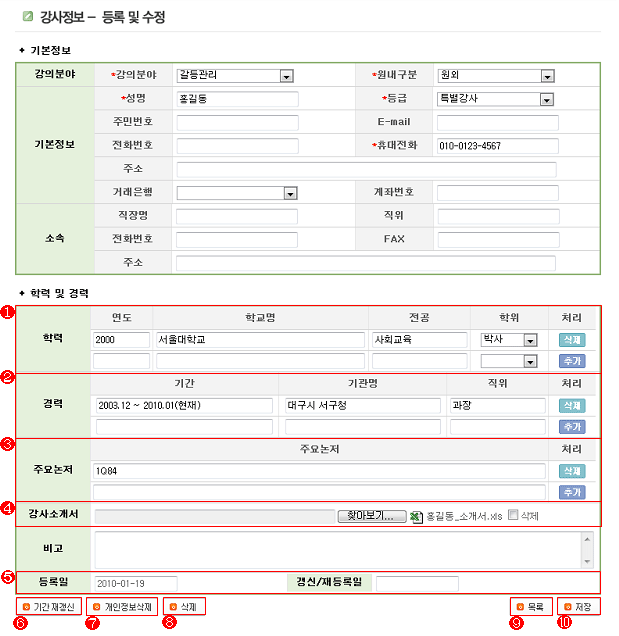 강사정보 - 등록 및 수정
✦ 기본정보
강의분야 *강의분야 갈등관리 *원내구분 원외
*성명 홍길동 *등급 특별강사
주민번호 E-mail
기본정보 전화번호 *휴대전화 010-0123-4567
주소
거래은행 계좌번호
직장명 직위
소속 전화번호 FAX
주소
✦ 학력 및 경력
1 연도 학교명 전공 학위 처리
학력 2000 서울대학교 사회교육 박사 삭제
추가
2 기간 기관명 직위 처리
경력 2003.12 ~ 2010.01(현재) 대구시 서구청 과장 삭제
추가
3 주요논저 처리
주요논저 1Q84 삭제
추가
4 강사소개서 찾아보기... 홍길동_소개서.xls 삭제
비고
5 등록일 2010-01-19 갱신/재등록일
기간재갱신 개인정보삭제 삭제 목록 저장
6 7 8 9 10